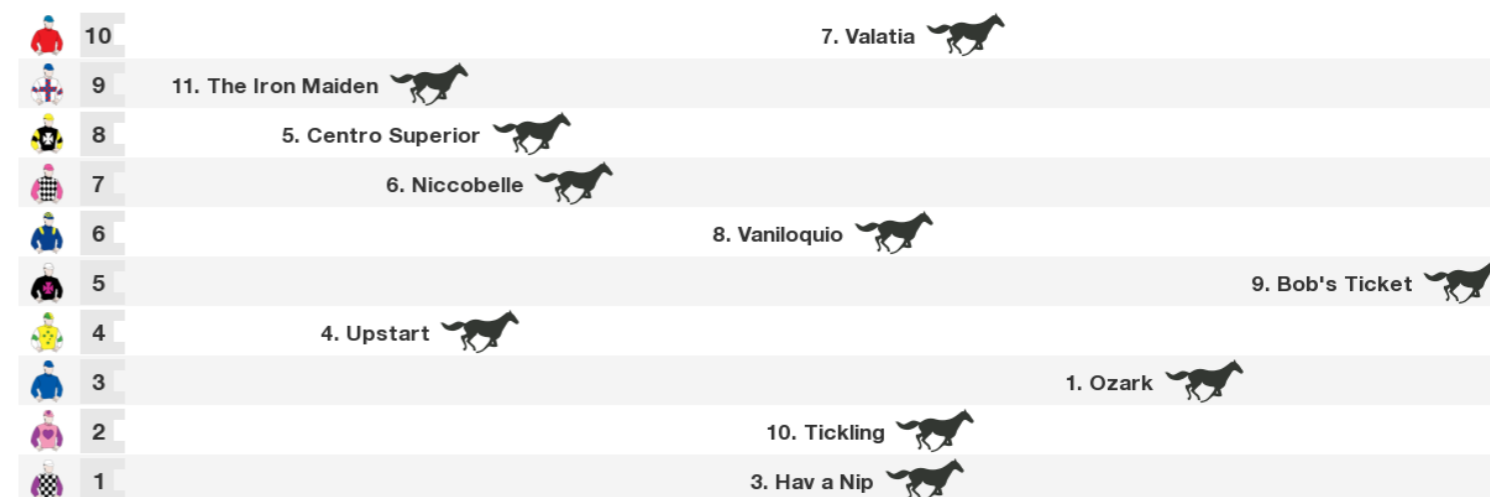 10 7. Valatia
9 11. The Iron Maiden
8 5. Centro Superior
7 6. Niccobelle
6 8. Vaniloquio
5 9. Bob's Ticket
4 4. Upstart
3 1. Ozark
2 10. Tickling
1 3. Hav a Nip